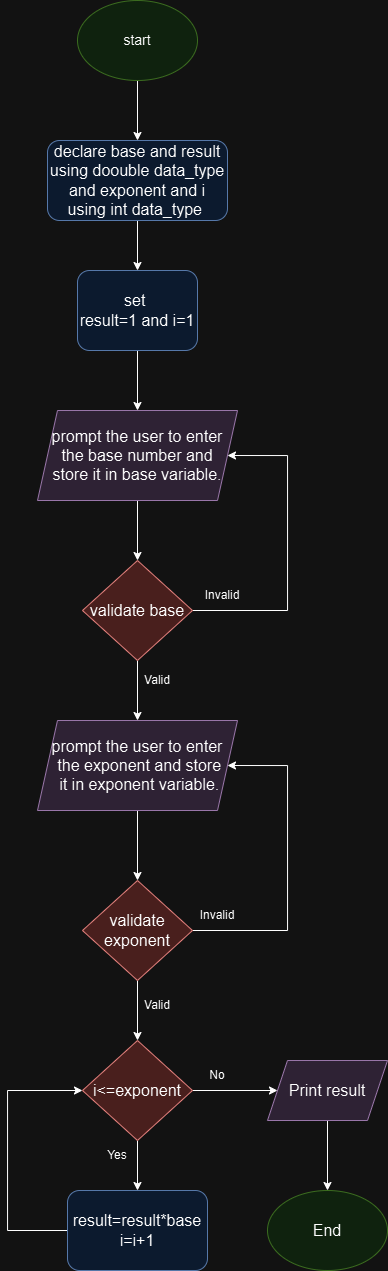 start
declare base and result
using doouble data_type
and exponent and i
using int data_type
set
result=1 and i=1
prompt the user to enter
the base number and
store it in base variable.
validate base
Invalid
Valid
prompt the user to enter
the exponent and store
it in exponent variable.
validate
exponent
Invalid
Valid
i<=exponent
No
Print result
Yes
result=result*base
i=i+1
End